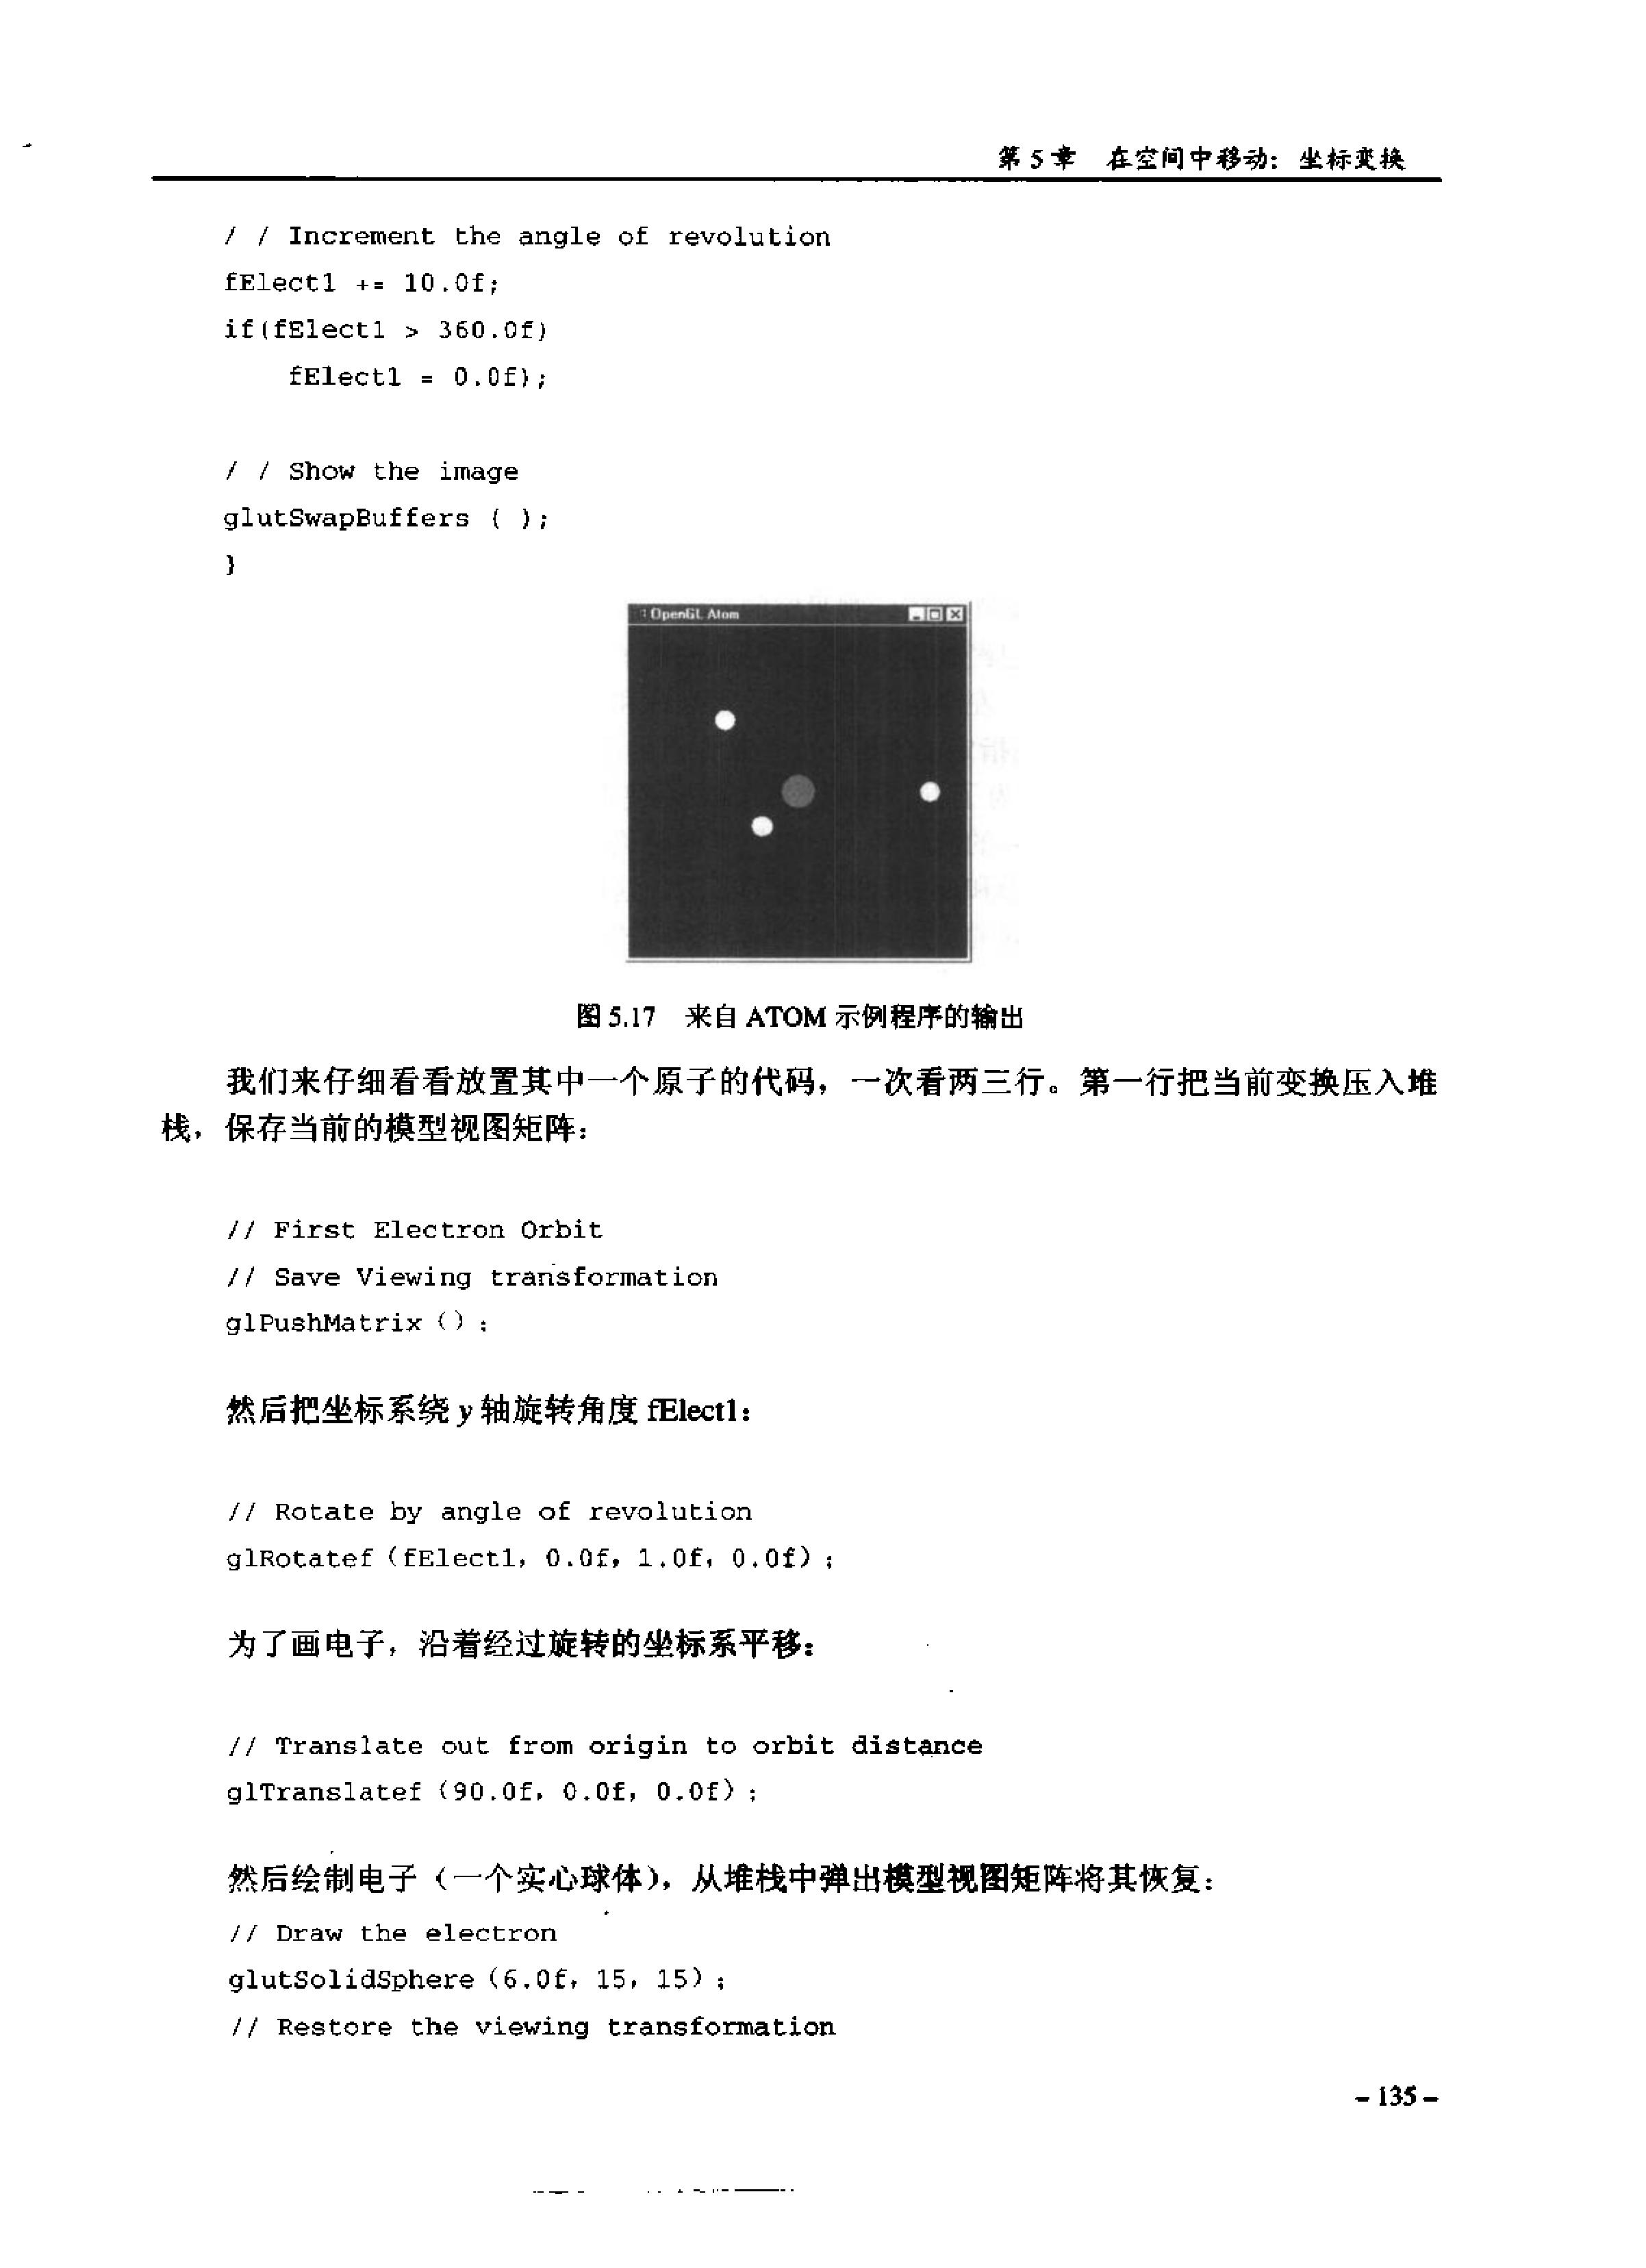 第 5 章 在空间中移动：坐标变换
/ / Increment the angle of revolution
fElect1 += 10.0f;
if(fElect1 > 360.0f)
fElect1 = 0.0f);
/ / Show the image
glutSwapBuffers ( );
}
OpenGL Atom
图 5.17 来自 ATOM 示例程序的输出
我们来仔细看看放置其中一个原子的代码，一次看两三行。第一行把当前变换压入堆
栈，保存当前的模型视图矩阵：
// First Electron Orbit
// Save Viewing transformation
glPushMatrix（）；
然后把坐标系绕 y 轴旋转角度 fElect1：
// Rotate by angle of revolution
glRotatef（fElect1，0.0f，1.0f，0.0f）；
为了画电子，沿着经过旋转的坐标系平移：
// Translate out from origin to orbit distance
glTranslatef（90.0f，0.0f，0.0f）；
然后绘制电子（一个实心球体），从堆栈中弹出模型视图矩阵将其恢复：
// Draw the electron
glutSolidSphere（6.0f，15，15）；
// Restore the viewing transformation
– 135 –